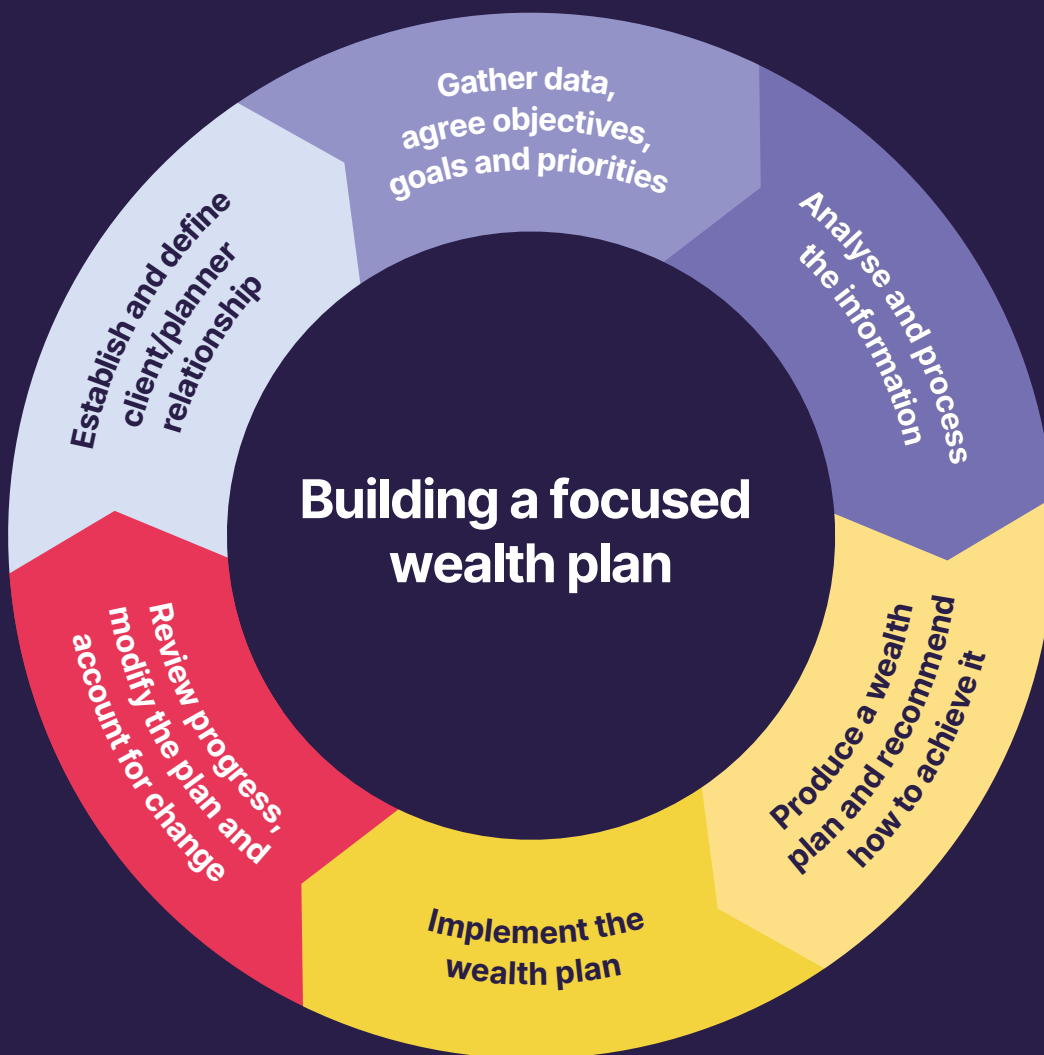 Building a focused
wealth plan
Establish and define
client/planner
relationship
Gather data,
agree objectives,
goals and priorities
Analyse and process
the information
Produce a wealth
plan and recommend
how to achieve it
Implement the
wealth plan
Review progress,
modify the plan and
account for change